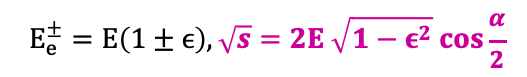 E_e^± = E(1 ± ϵ), √s = 2E √(1 − ϵ²) cos α/2